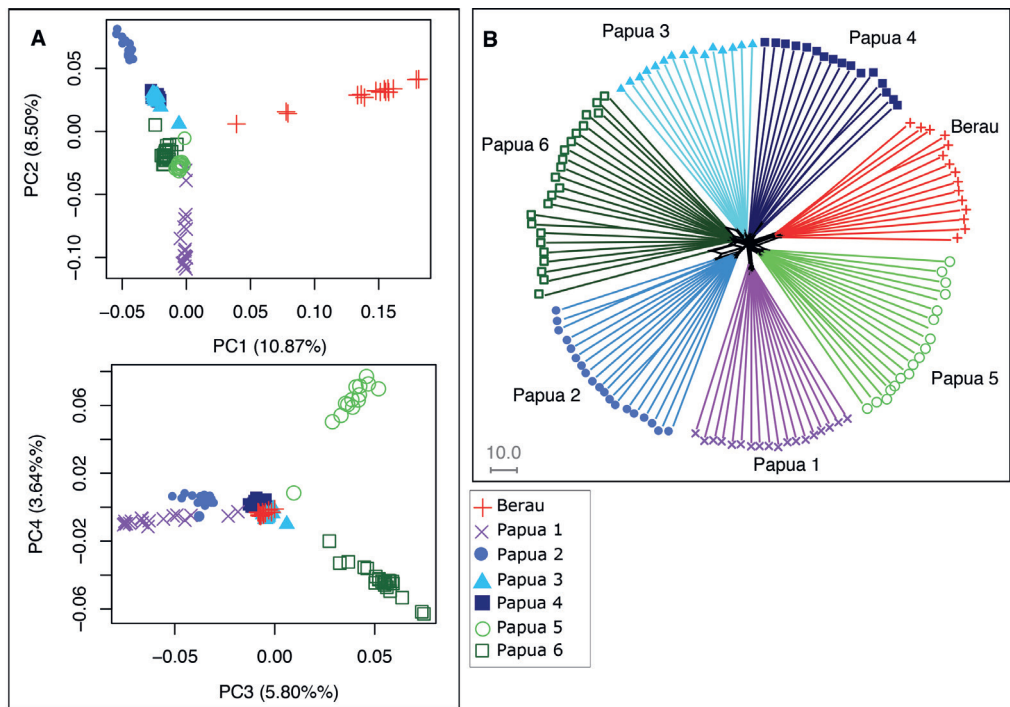 A
PC2 (8.50%)
0.05
0.00
−0.05
−0.10
−0.05
0.00
0.05
0.10
0.15
PC1 (10.87%)
PC4 (3.64%%)
0.06
0.02
−0.02
−0.06
−0.05
0.00
0.05
PC3 (5.80%%)
B
Papua 3
Papua 4
Papua 6
Berau
Papua 2
Papua 5
Papua 1
10.0
Berau
Papua 1
Papua 2
Papua 3
Papua 4
Papua 5
Papua 6